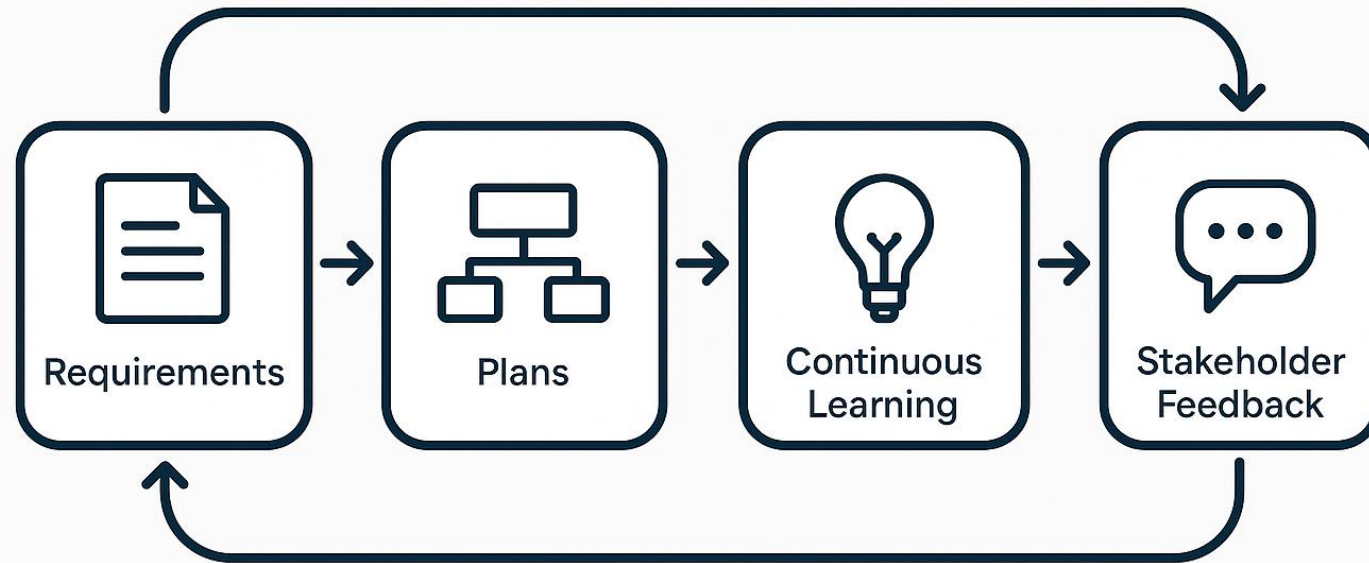 Requirements
Plans
Continuous
Learning
Stakeholder
Feedback